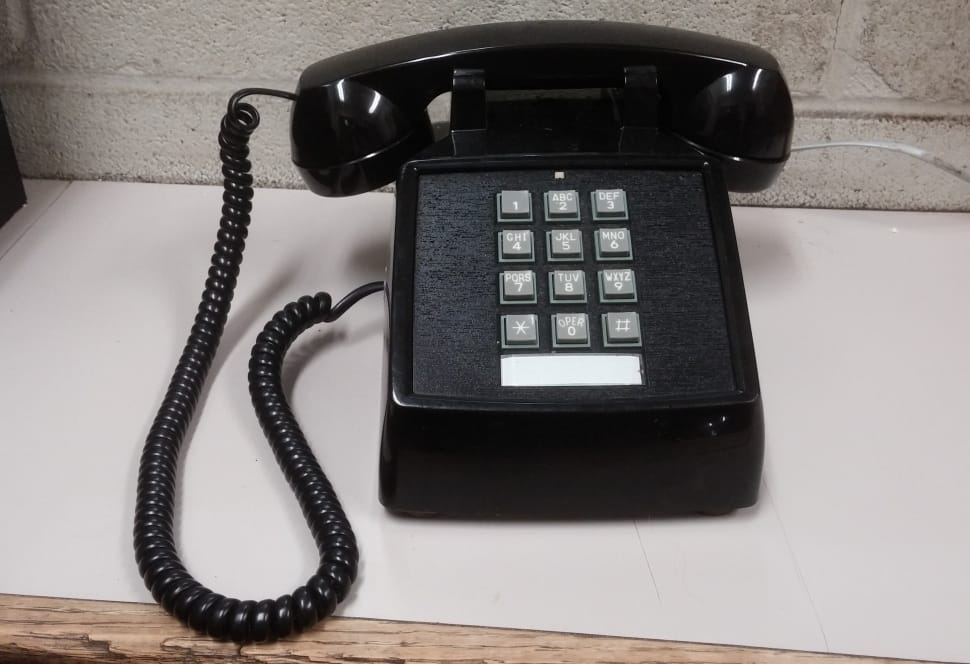 1 ABC 2 DEF 3
GHI 4 JKL 5 MNO 6
PQRS 7 TUV 8 WXYZ 9
* OPER 0 #